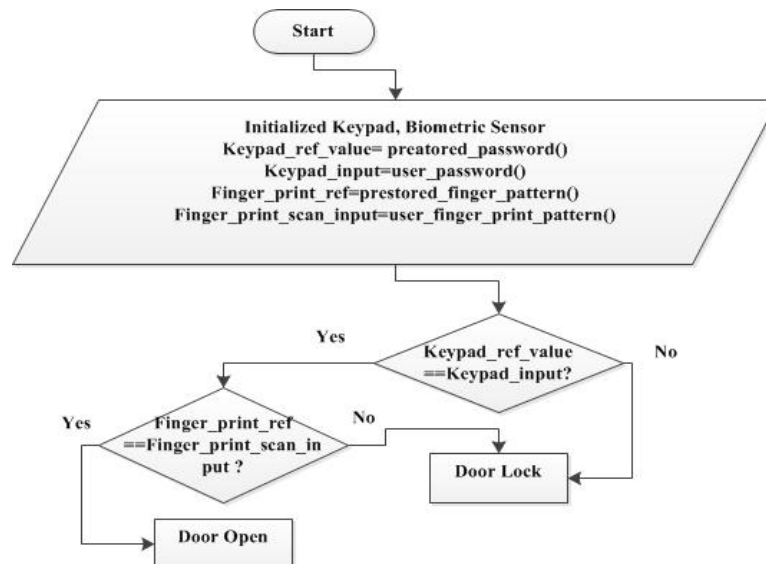 Start
Initialized Keypad, Biometric Sensor
Keypad_ref_value= preatored_password()
Keypad_input=user_password()
Finger_print_ref=prestored_finger_pattern()
Finger_print_scan_input=user_finger_print_pattern()
Yes
Keypad_ref_value
==Keypad_input?
No
Yes
Finger_print_ref
==Finger_print_scan_in
put ?
No
Door Lock
Door Open